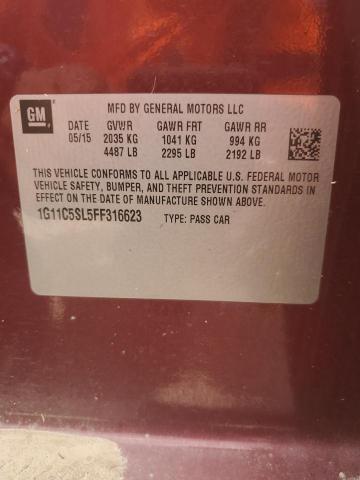 GM
MFD BY GENERAL MOTORS LLC
DATE GVWR GAWR FRT GAWR RR
05/15 2035 KG 1041 KG 994 KG
4487 LB 2295 LB 2192 LB
THIS VEHICLE CONFORMS TO ALL APPLICABLE U.S. FEDERAL MOTOR
VEHICLE SAFETY, BUMPER, AND THEFT PREVENTION STANDARDS IN
EFFECT ON THE DATE OF MANUFACTURE SHOWN ABOVE.
1G11C5SL5FF316623 TYPE: PASS CAR